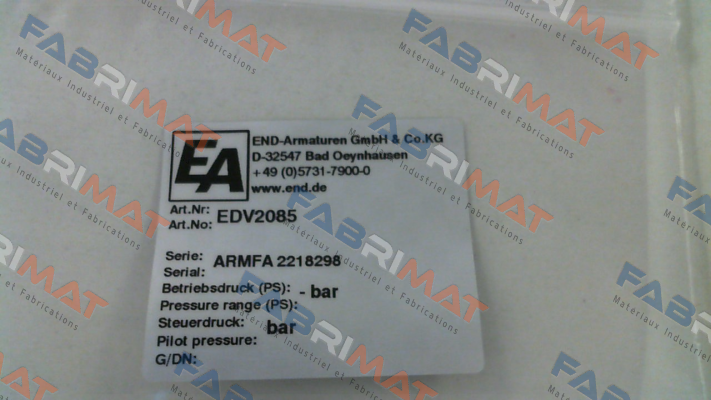 EA
END-Armaturen GmbH & Co.KG
D-32547 Bad Oeynhausen
+49 (0)5731-7900-0
www.end.de
Art.Nr: EDV2085
Art.No:
Serie: ARMFA 2218298
Serial:
Betriebsdruck (PS): - bar
Pressure range (PS):
Steuerdruck: bar
Pilot pressure:
G/DN:
FABRIMAT
Materiaux Industriel et Fabrications